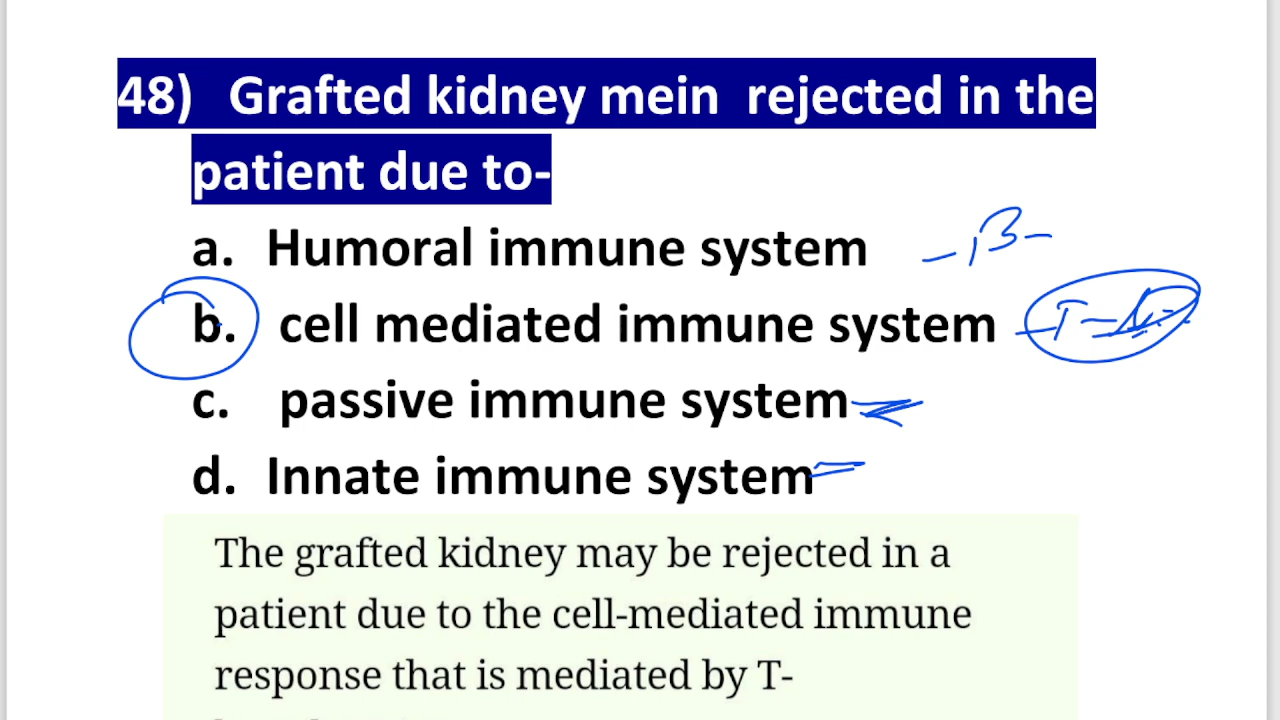 48) Grafted kidney mein rejected in the
patient due to-
a. Humoral immune system -B-
b. cell mediated immune system
c. passive immune system
d. Innate immune system
The grafted kidney may be rejected in a
patient due to the cell-mediated immune
response that is mediated by T-